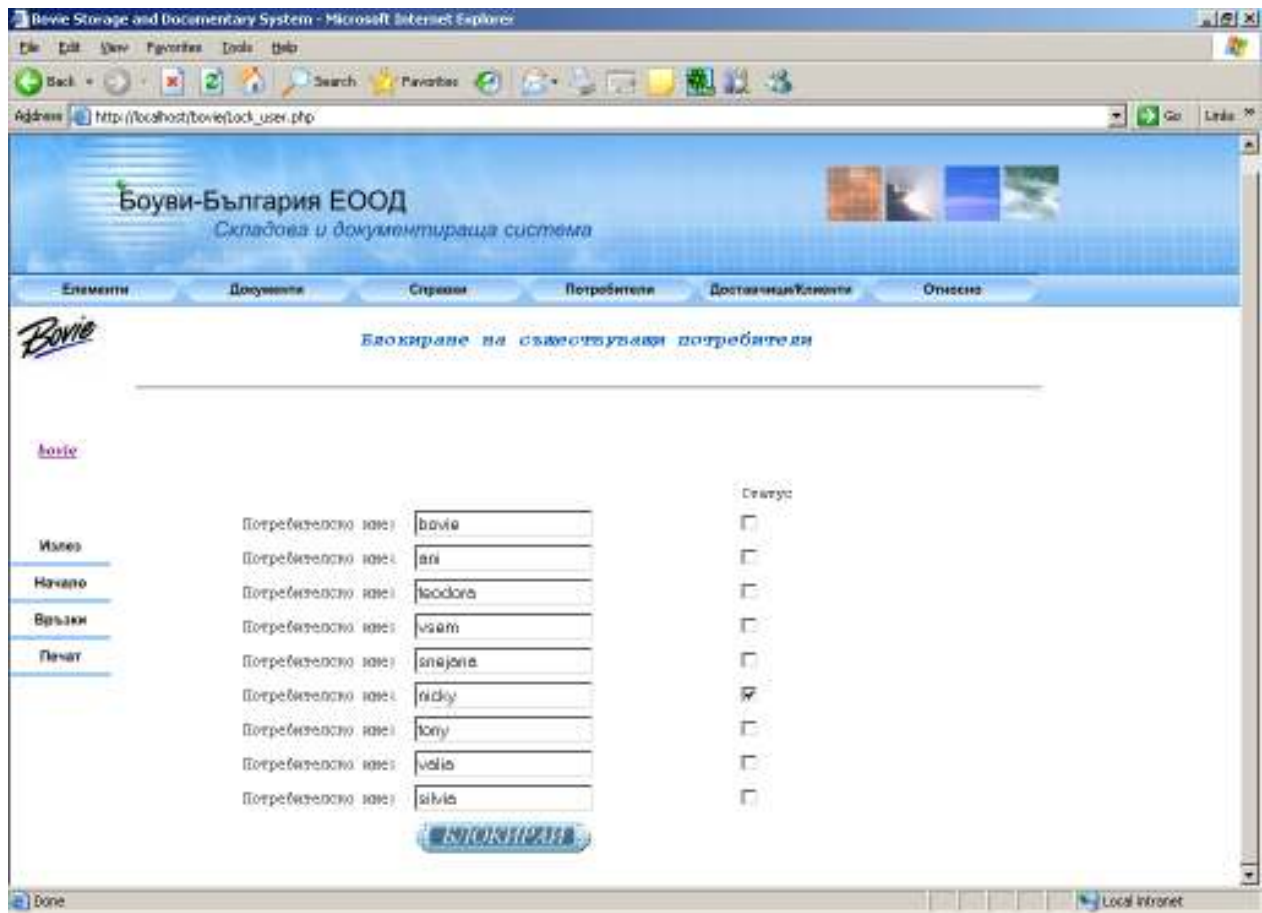 Bovie Storage and Documentary System - Microsoft Internet Explorer
File Edit View Favorites Tools Help
Back Search Favorites
Address http://localhost/bovie/Lock_user.php Go Links »
Боуви-България ЕООД
Складова и документираща система
Елементи Документи Справки Потребители Доставчици/Клиенти Относно
Bovie
Блокиране на съществуващи потребители
bovie
Статус
Потребителско име: bovie
Излез
Потребителско име: ani
Начало
Потребителско име: teodora
Връзки
Потребителско име: vsem
Печат
Потребителско име: snejana
Потребителско име: nicky
Потребителско име: tony
Потребителско име: valia
Потребителско име: silvia
БЛОКИРАЙ
Done Local intranet